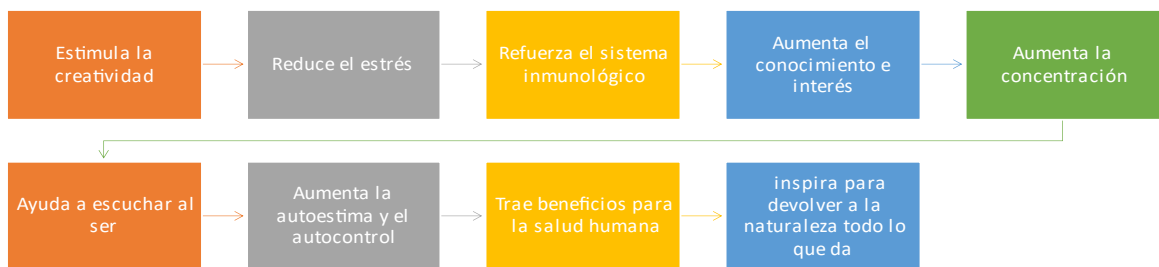 Estimula la
creatividad
Reduce el estrés
Refuerza el sistema
inmunológico
Aumenta el
conocimiento e
interés
Aumenta la
concentración
Ayuda a escuchar al
ser
Aumenta la
autoestima y el
autocontrol
Trae beneficios para
la salud humana
inspira para
devolver a la
naturaleza todo lo
que da